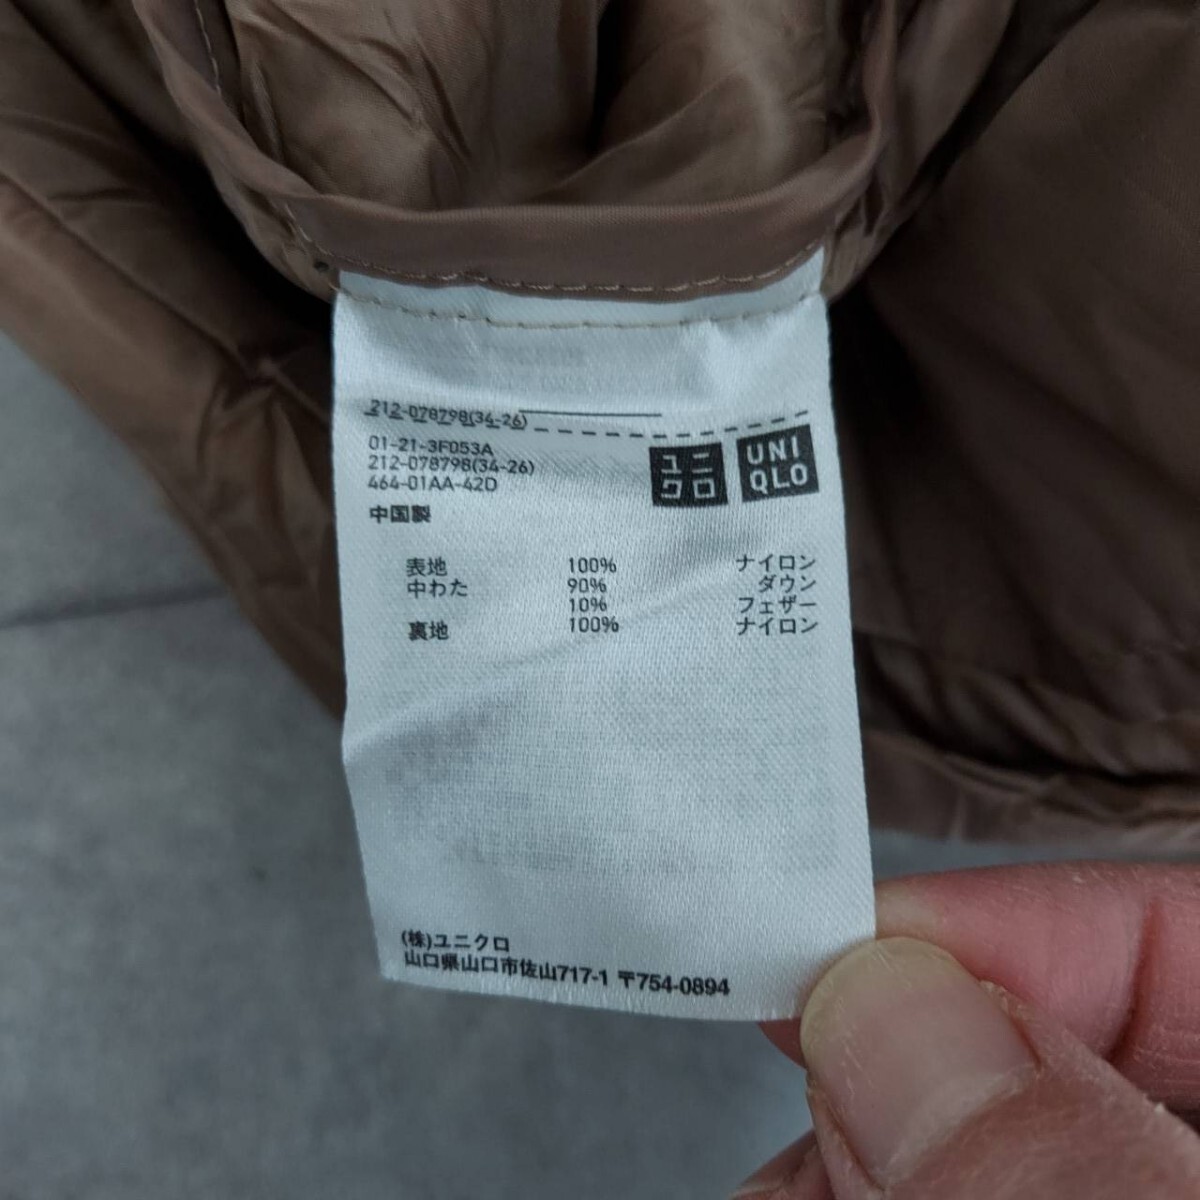 212-078798(34-26)
01-21-3F053A
212-078798(34-26)
464-01AA-42D
中国製
ユニ
クロ
UNI
QLO
表地 100% ナイロン
中わた 90% ダウン
10% フェザー
裏地 100% ナイロン
(株)ユニクロ
山口県山口市佐山717-1 〒754-0894